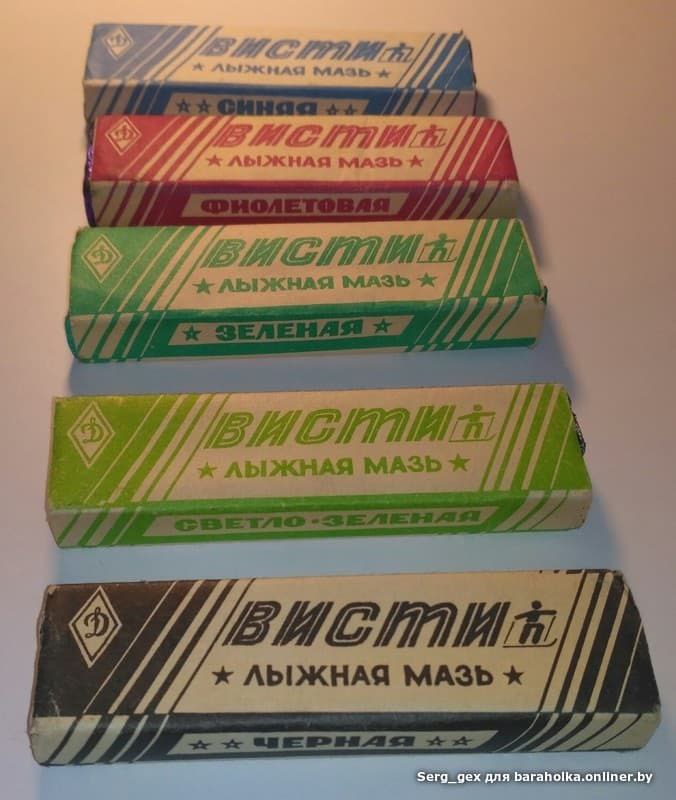 Д ВИСТИ
★ ЛЫЖНАЯ МАЗЬ ★
★ ★ СИНЯЯ ★ ★
Д ВИСТИ
★ ЛЫЖНАЯ МАЗЬ ★
ФИОЛЕТОВАЯ
Д ВИСТИ
★ ЛЫЖНАЯ МАЗЬ ★
★ ЗЕЛЕНАЯ ★
Д ВИСТИ
★ ЛЫЖНАЯ МАЗЬ ★
СВЕТЛО-ЗЕЛЕНАЯ
Д ВИСТИ
★ ЛЫЖНАЯ МАЗЬ ★
★ ★ ЧЕРНАЯ ★ ★
Serg_gex для baraholka.onliner.by